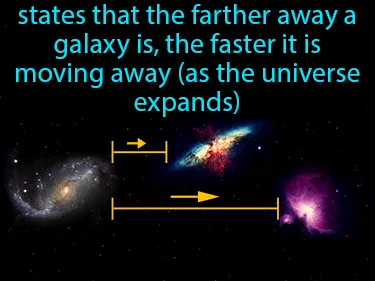 states that the farther away a
galaxy is, the faster it is
moving away (as the universe
expands)